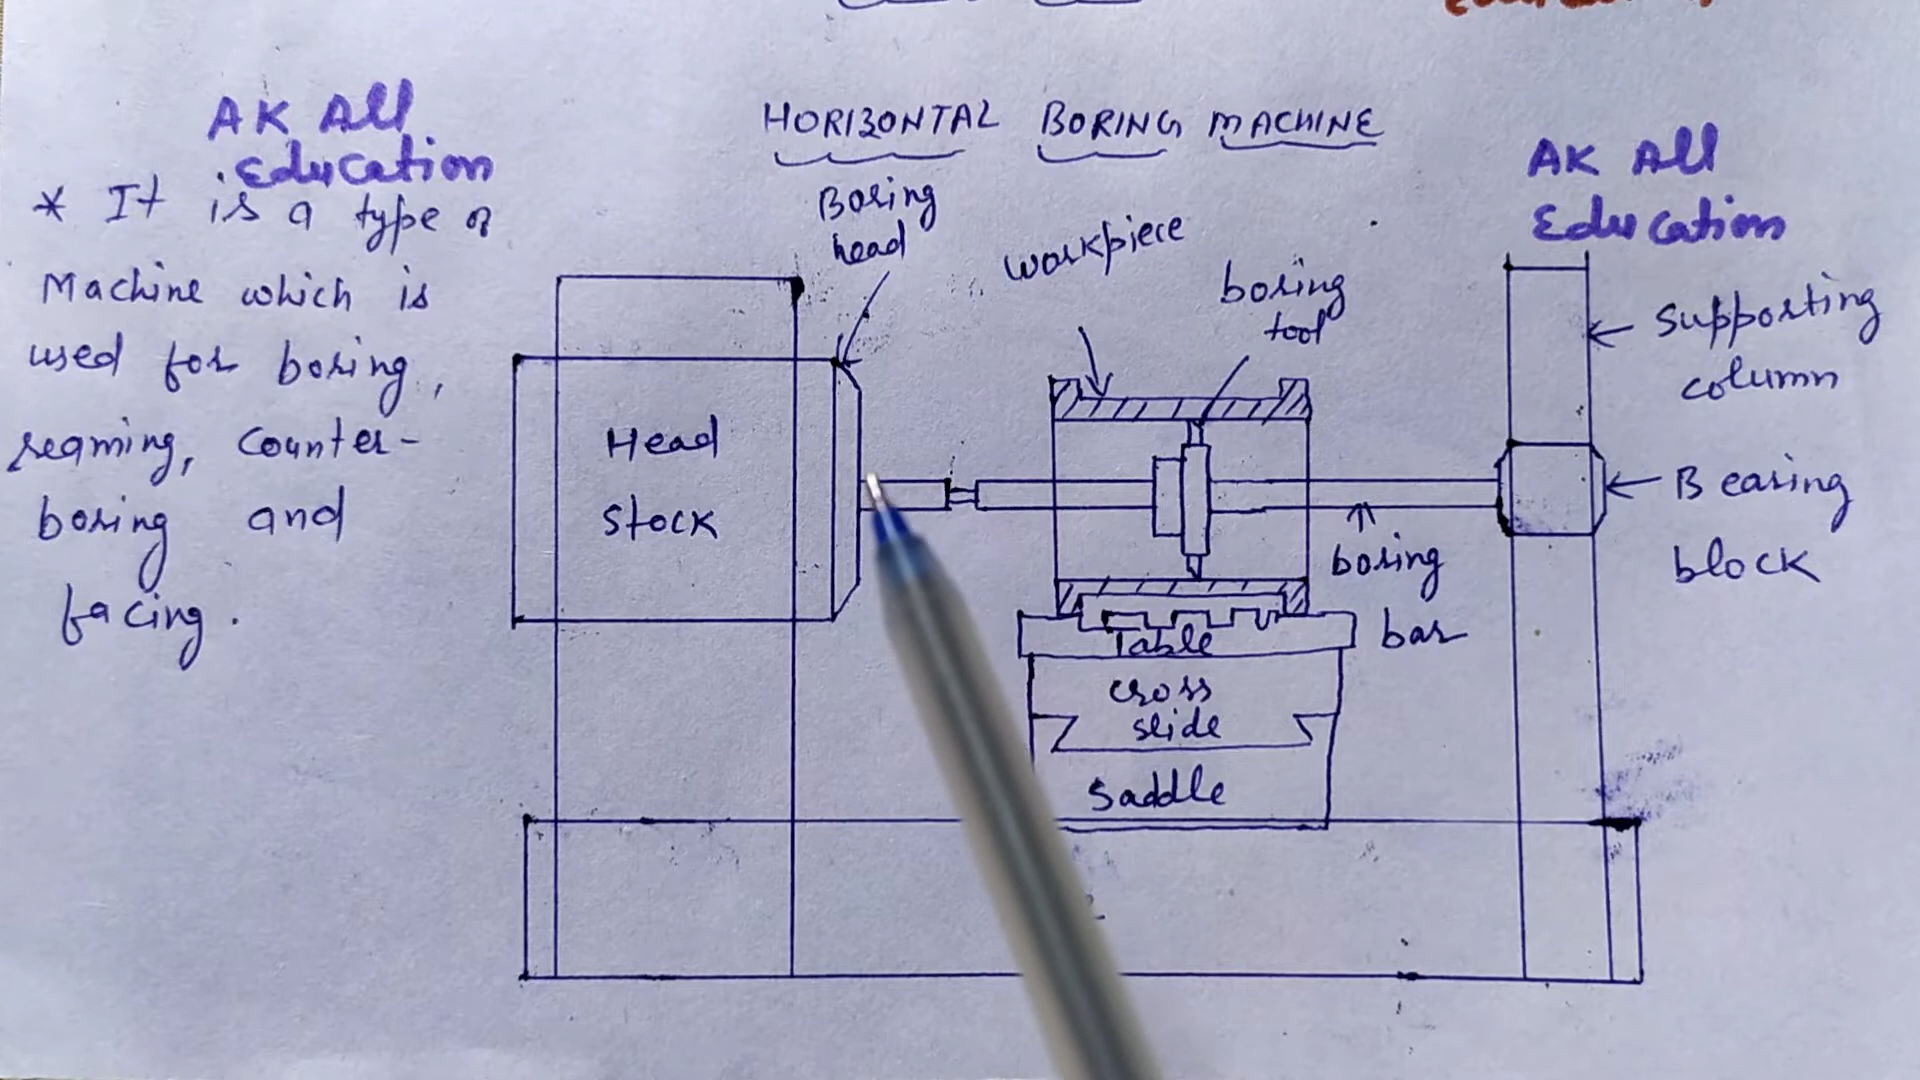 AK All
Education
HORIZONTAL BORING MACHINE
AK All
Education
* It is a type
Machine which is
used for boring,
reaming, Counter-
boring and
facing.
Boring
head
workpiece
boring
tool
Supporting
column
Head
Stock
Bearing
block
boring
bar
Table
Cross
slide
Saddle